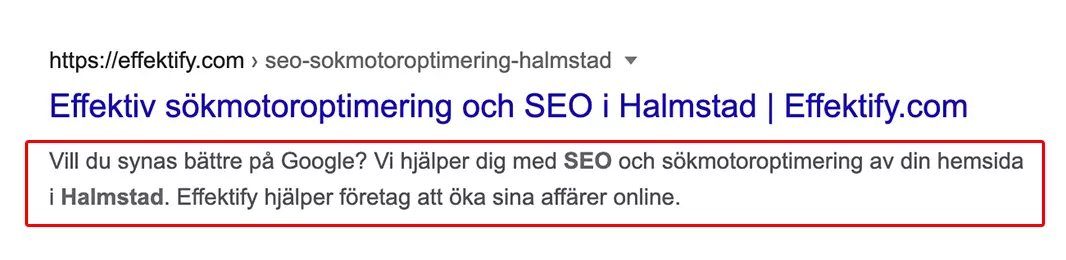 https://effektify.com › seo-sokmotoroptimering-halmstad
Effektiv sökmotoroptimering och SEO i Halmstad | Effektify.com
Vill du synas bättre på Google? Vi hjälper dig med SEO och sökmotoroptimering av din hemsida
i Halmstad. Effektify hjälper företag att öka sina affärer online.